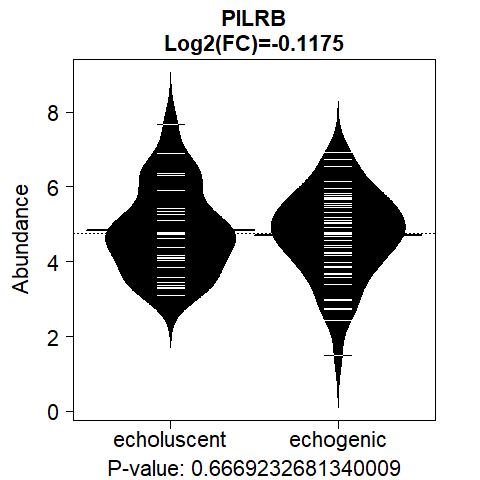 PILRB
Log2(FC)=-0.1175
Abundance
8
6
4
2
0
echoluscent echogenic
P-value: 0.6669232681340009